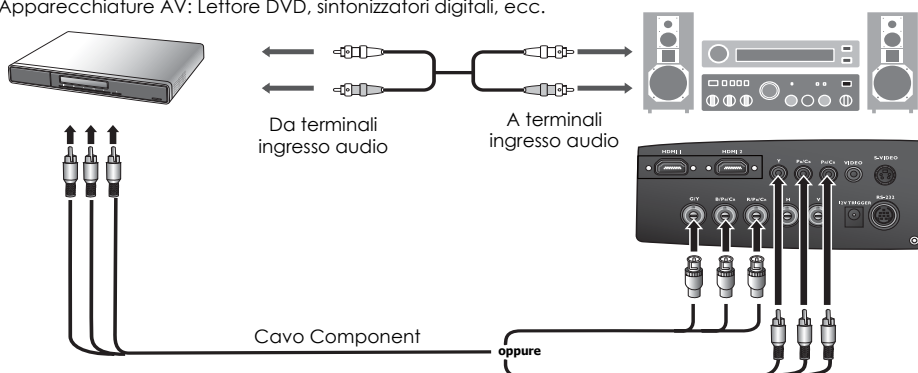 Apparecchiature AV: Lettore DVD, sintonizzatori digitali, ecc.
Da terminali
ingresso audio
A terminali
ingresso audio
HDMI 1
HDMI 2
Y
PB/CB
PR/CR
VIDEO
S-VIDEO
G/Y
B/PB/CB
R/PR/CR
H
V
12V TRIGGER
RS-232
Cavo Component
oppure